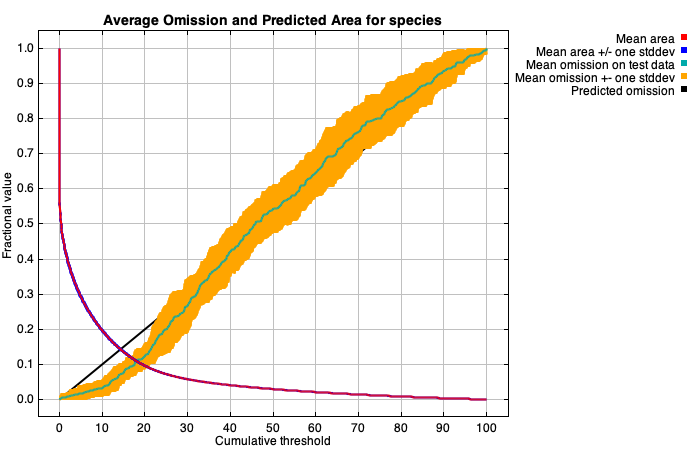 Average Omission and Predicted Area for species
Mean area
Mean area +/- one stddev
Mean omission on test data
Mean omission +- one stddev
Predicted omission
Fractional value
1.0
0.9
0.8
0.7
0.6
0.5
0.4
0.3
0.2
0.1
0.0
0 10 20 30 40 50 60 70 80 90 100
Cumulative threshold